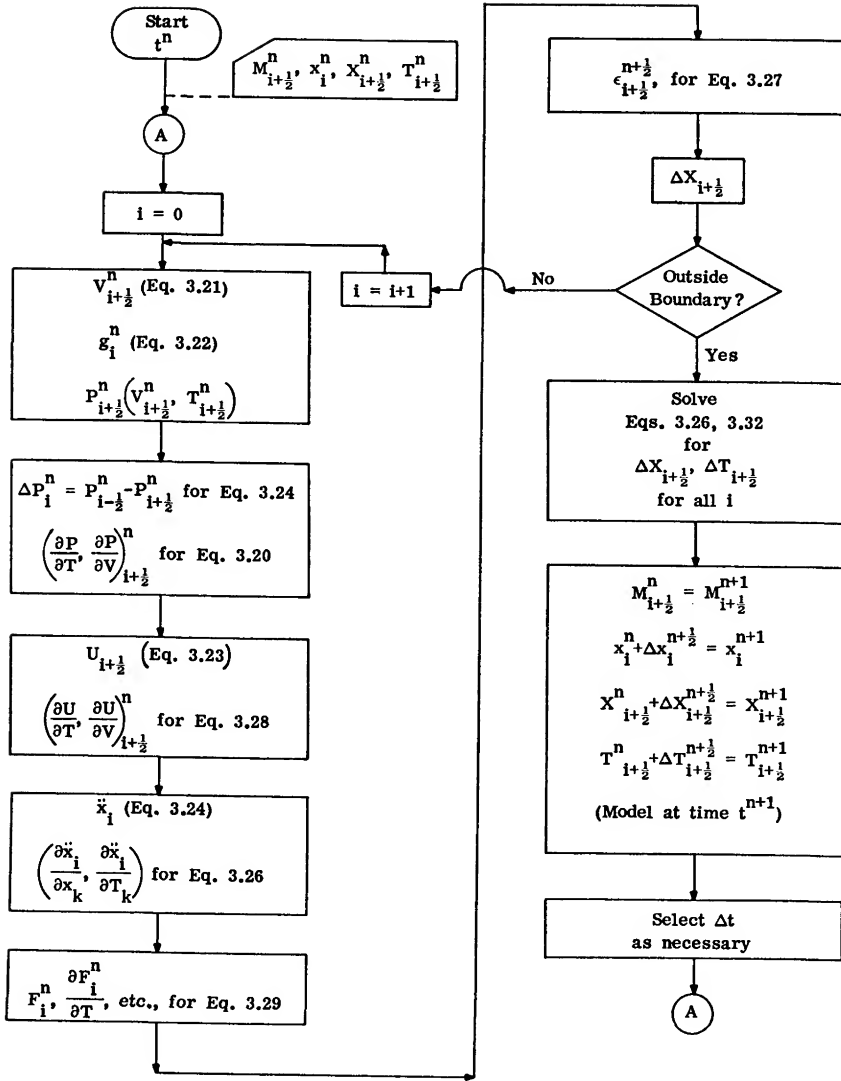 Start
t^n
M^n_{i+½}, x^n_i, X^n_{i+½}, T^n_{i+½}
A
i = 0
V^n_{i+½} (Eq. 3.21)
g^n_i (Eq. 3.22)
P^n_{i+½}(V^n_{i+½}, T^n_{i+½})
ΔP^n_i = P^n_{i-½}-P^n_{i+½} for Eq. 3.24
(∂P/∂T, ∂P/∂V)^n_{i+½} for Eq. 3.20
U_{i+½} (Eq. 3.23)
(∂U/∂T, ∂U/∂V)^n_{i+½} for Eq. 3.28
ẍ_i (Eq. 3.24)
(∂ẍ_i/∂x_k, ∂ẍ_i/∂T_k) for Eq. 3.26
F^n_i, ∂F^n_i/∂T, etc., for Eq. 3.29
ε^{n+½}_{i+½}, for Eq. 3.27
ΔX_{i+½}
Outside
Boundary?
No
i = i+1
Yes
Solve
Eqs. 3.26, 3.32
for
ΔX_{i+½}, ΔT_{i+½}
for all i
M^n_{i+½} = M^{n+1}_{i+½}
x^n_i+Δx^{n+½}_i = x^{n+1}_i
X^n_{i+½}+ΔX^{n+½}_{i+½} = X^{n+1}_{i+½}
T^n_{i+½}+ΔT^{n+½}_{i+½} = T^{n+1}_{i+½}
(Model at time t^{n+1})
Select Δt
as necessary
A